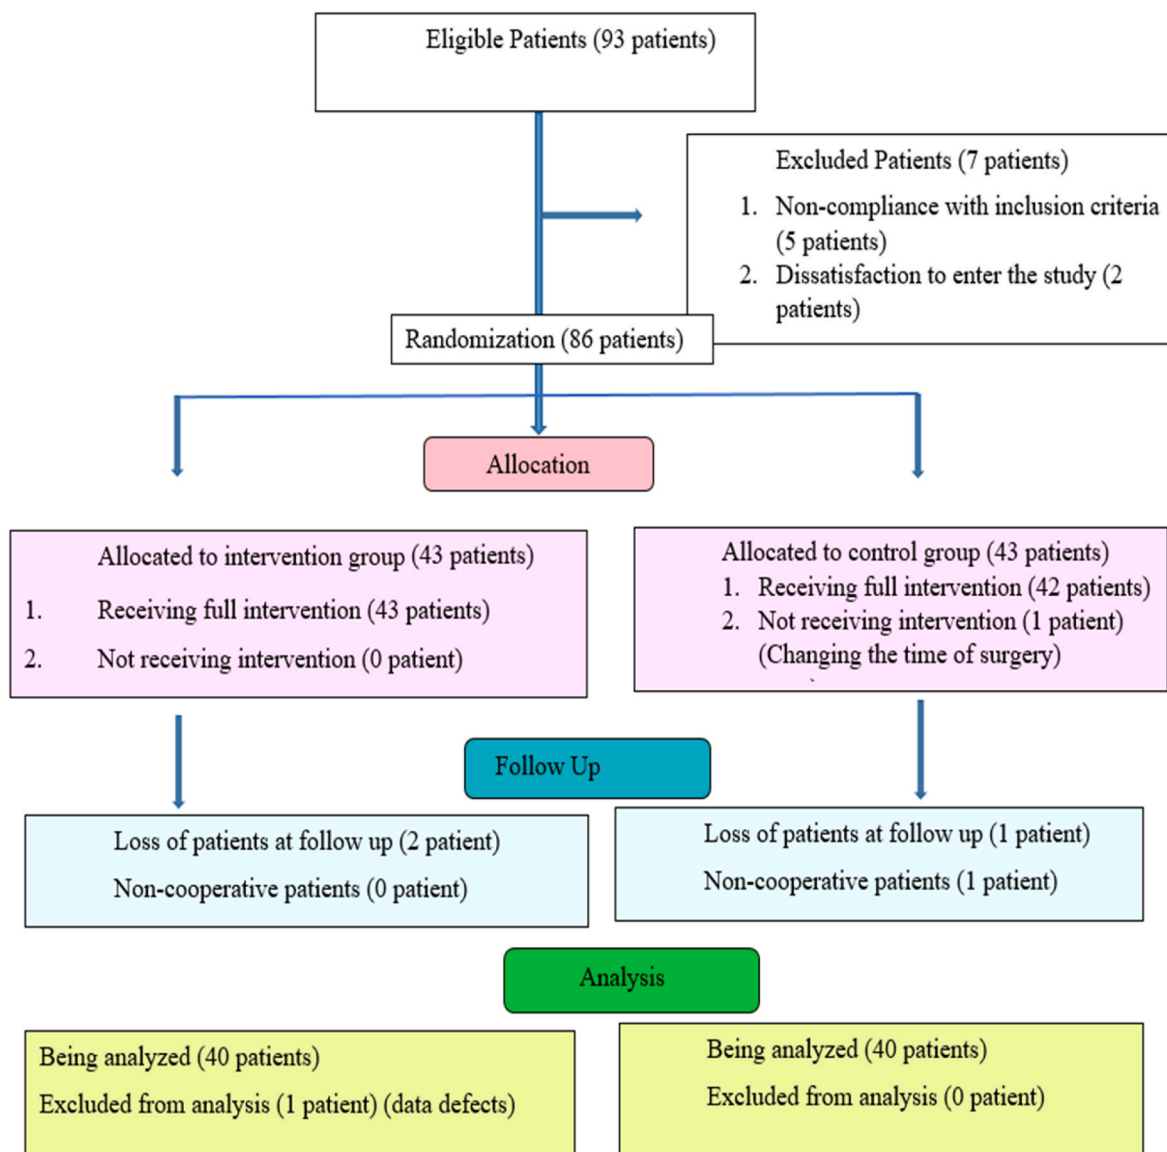 Eligible Patients (93 patients)
Excluded Patients (7 patients)
1. Non-compliance with inclusion criteria
(5 patients)
2. Dissatisfaction to enter the study (2
patients)
Randomization (86 patients)
Allocation
Allocated to intervention group (43 patients)
1. Receiving full intervention (43 patients)
2. Not receiving intervention (0 patient)
Allocated to control group (43 patients)
1. Receiving full intervention (42 patients)
2. Not receiving intervention (1 patient)
(Changing the time of surgery)
Follow Up
Loss of patients at follow up (2 patient)
Non-cooperative patients (0 patient)
Loss of patients at follow up (1 patient)
Non-cooperative patients (1 patient)
Analysis
Being analyzed (40 patients)
Excluded from analysis (1 patient) (data defects)
Being analyzed (40 patients)
Excluded from analysis (0 patient)